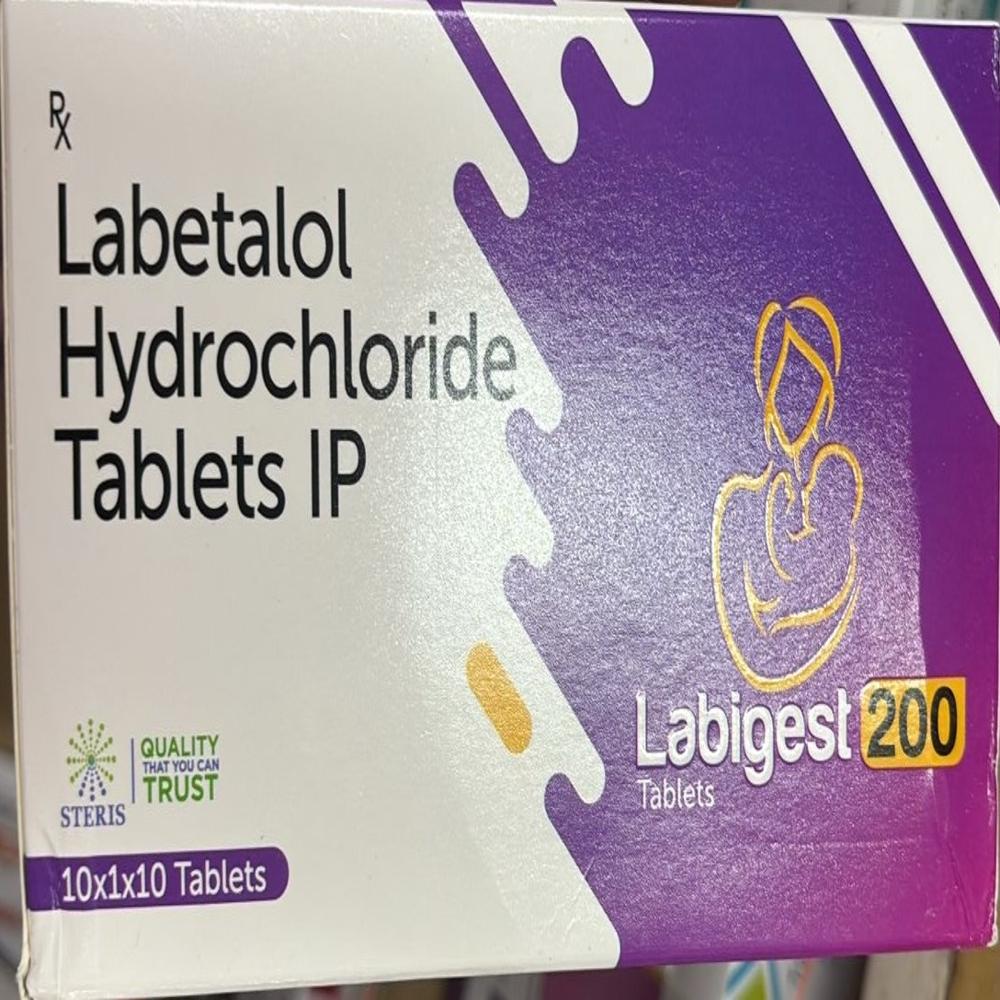 Rx
Labetalol
Hydrochloride
Tablets IP
STERIS
QUALITY
THAT YOU CAN
TRUST
10x1x10 Tablets
Labigest 200
Tablets